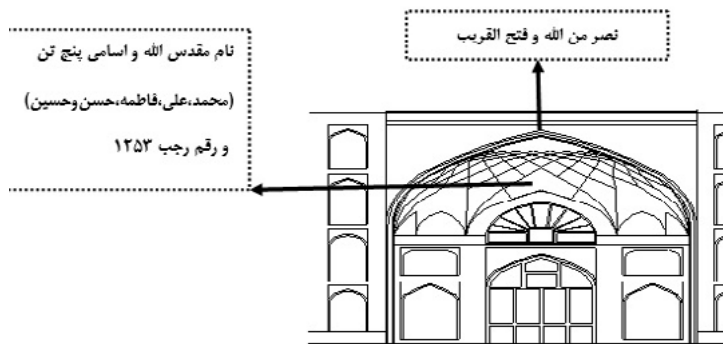 نصر من الله و فتح القریب
نام مقدس الله و اسامی پنج تن
(محمد،علی،فاطمه،حسن‌وحسین)
و رقم رجب ۱۲۵۳